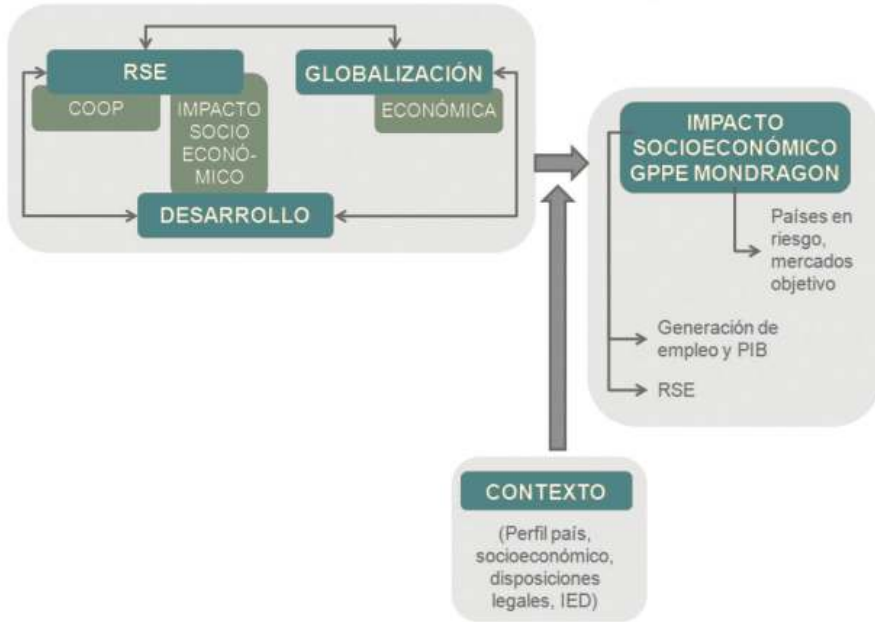 RSE
GLOBALIZACIÓN
COOP
IMPACTO
SOCIO
ECONÓ-
MICO
ECONÓMICA
DESARROLLO
IMPACTO
SOCIOECONÓMICO
GPPE MONDRAGON
Países en
riesgo,
mercados
objetivo
Generación de
empleo y PIB
RSE
CONTEXTO
(Perfil país,
socioeconómico,
disposiciones
legales, IED)